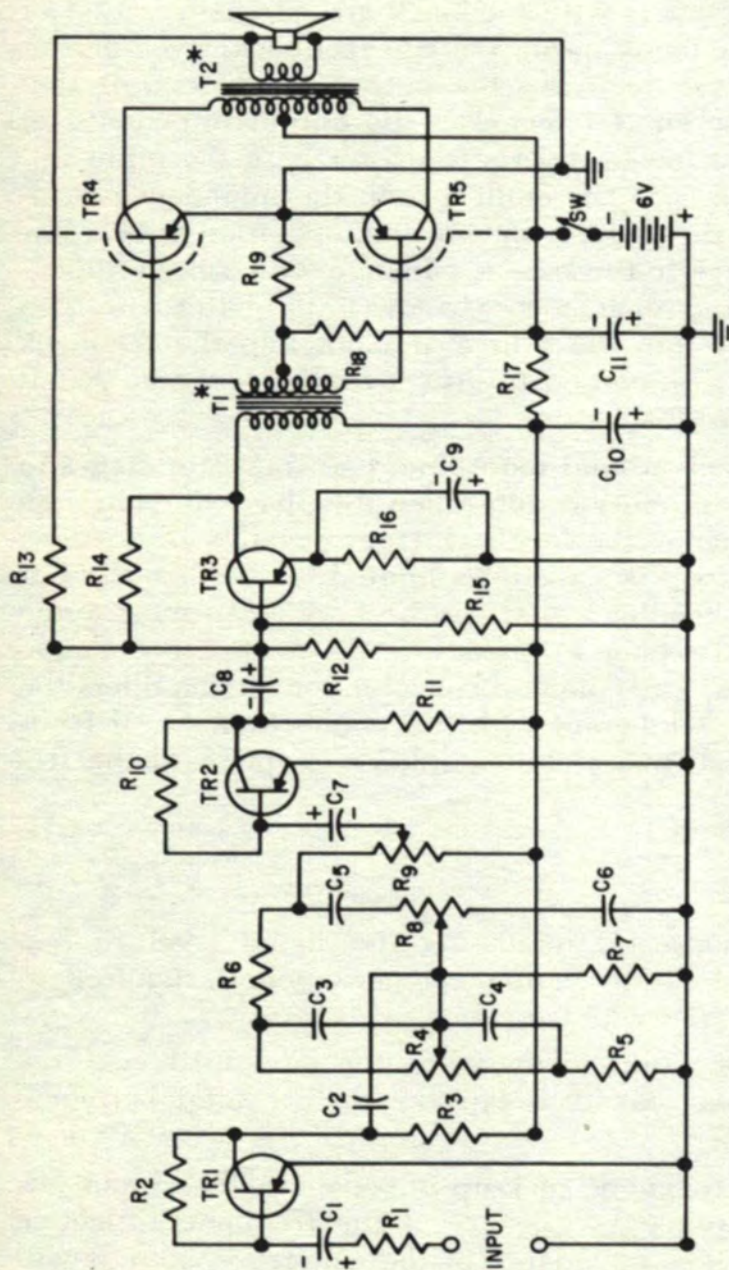 INPUT
R1
C1
+
-
TR1
R2
R3
C2
R4
R5
C3
C4
R6
R7
R8
C5
C6
R9
C7
+
-
TR2
R10
R11
C8
- +
R12
R13
R14
TR3
R15
R16
C9
-
+
T1
*
R17
R18
R19
C10
-
+
C11
-
+
TR4
TR5
T2*
SW
6V
-
+